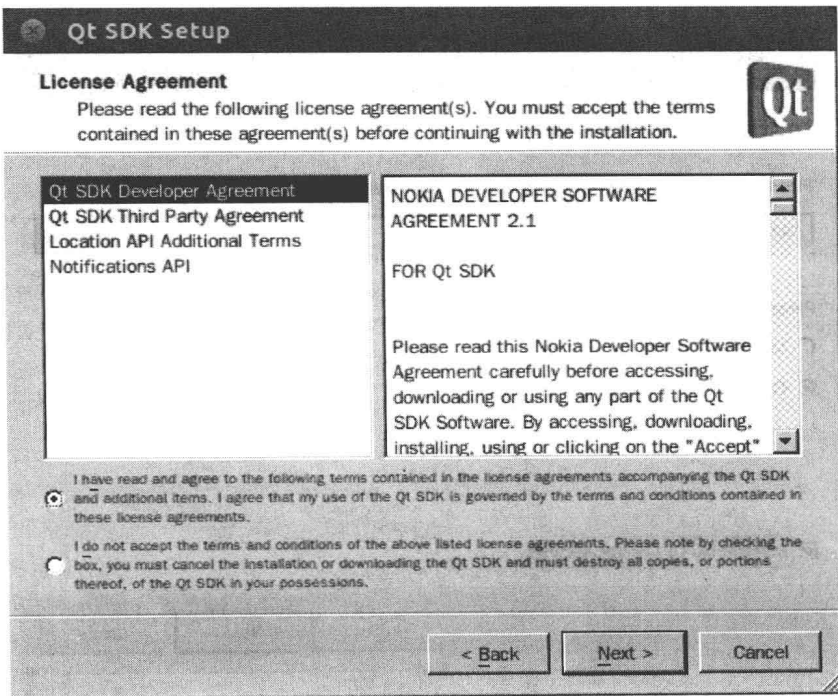 Qt SDK Setup
License Agreement
Please read the following license agreement(s). You must accept the terms
contained in these agreement(s) before continuing with the installation.
Qt
Qt SDK Developer Agreement
Qt SDK Third Party Agreement
Location API Additional Terms
Notifications API
NOKIA DEVELOPER SOFTWARE
AGREEMENT 2.1
FOR Qt SDK
Please read this Nokia Developer Software
Agreement carefully before accessing,
downloading or using any part of the Qt
SDK Software. By accessing, downloading,
installing, using or clicking on the "Accept"
I have read and agree to the following terms contained in the license agreements accompanying the Qt SDK
and additional items. I agree that my use of the Qt SDK is governed by the terms and conditions contained in
these license agreements.
I do not accept the terms and conditions of the above listed license agreements. Please note by checking the
box, you must cancel the installation or downloading the Qt SDK and must destroy all copies, or portions
thereof, of the Qt SDK in your possessions.
< Back
Next >
Cancel